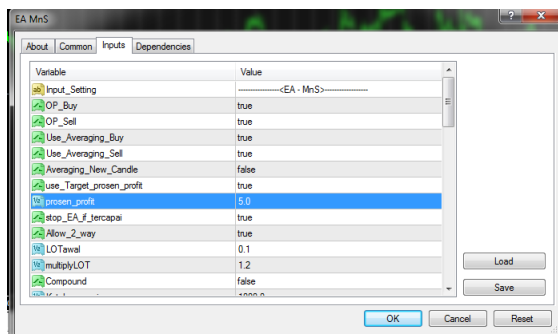 EA MnS
About Common Inputs Dependencies
Variable Value
Input_Setting ----------------<EA - MnS>-----------------
OP_Buy true
OP_Sell true
Use_Averaging_Buy true
Use_Averaging_Sell true
Averaging_New_Candle false
use_Target_prosen_profit true
prosen_profit 5.0
stop_EA_if_tercapai true
Allow_2_way true
LOTawal 0.1
multiplyLOT 1.2
Compound false
Load
Save
OK Cancel Reset